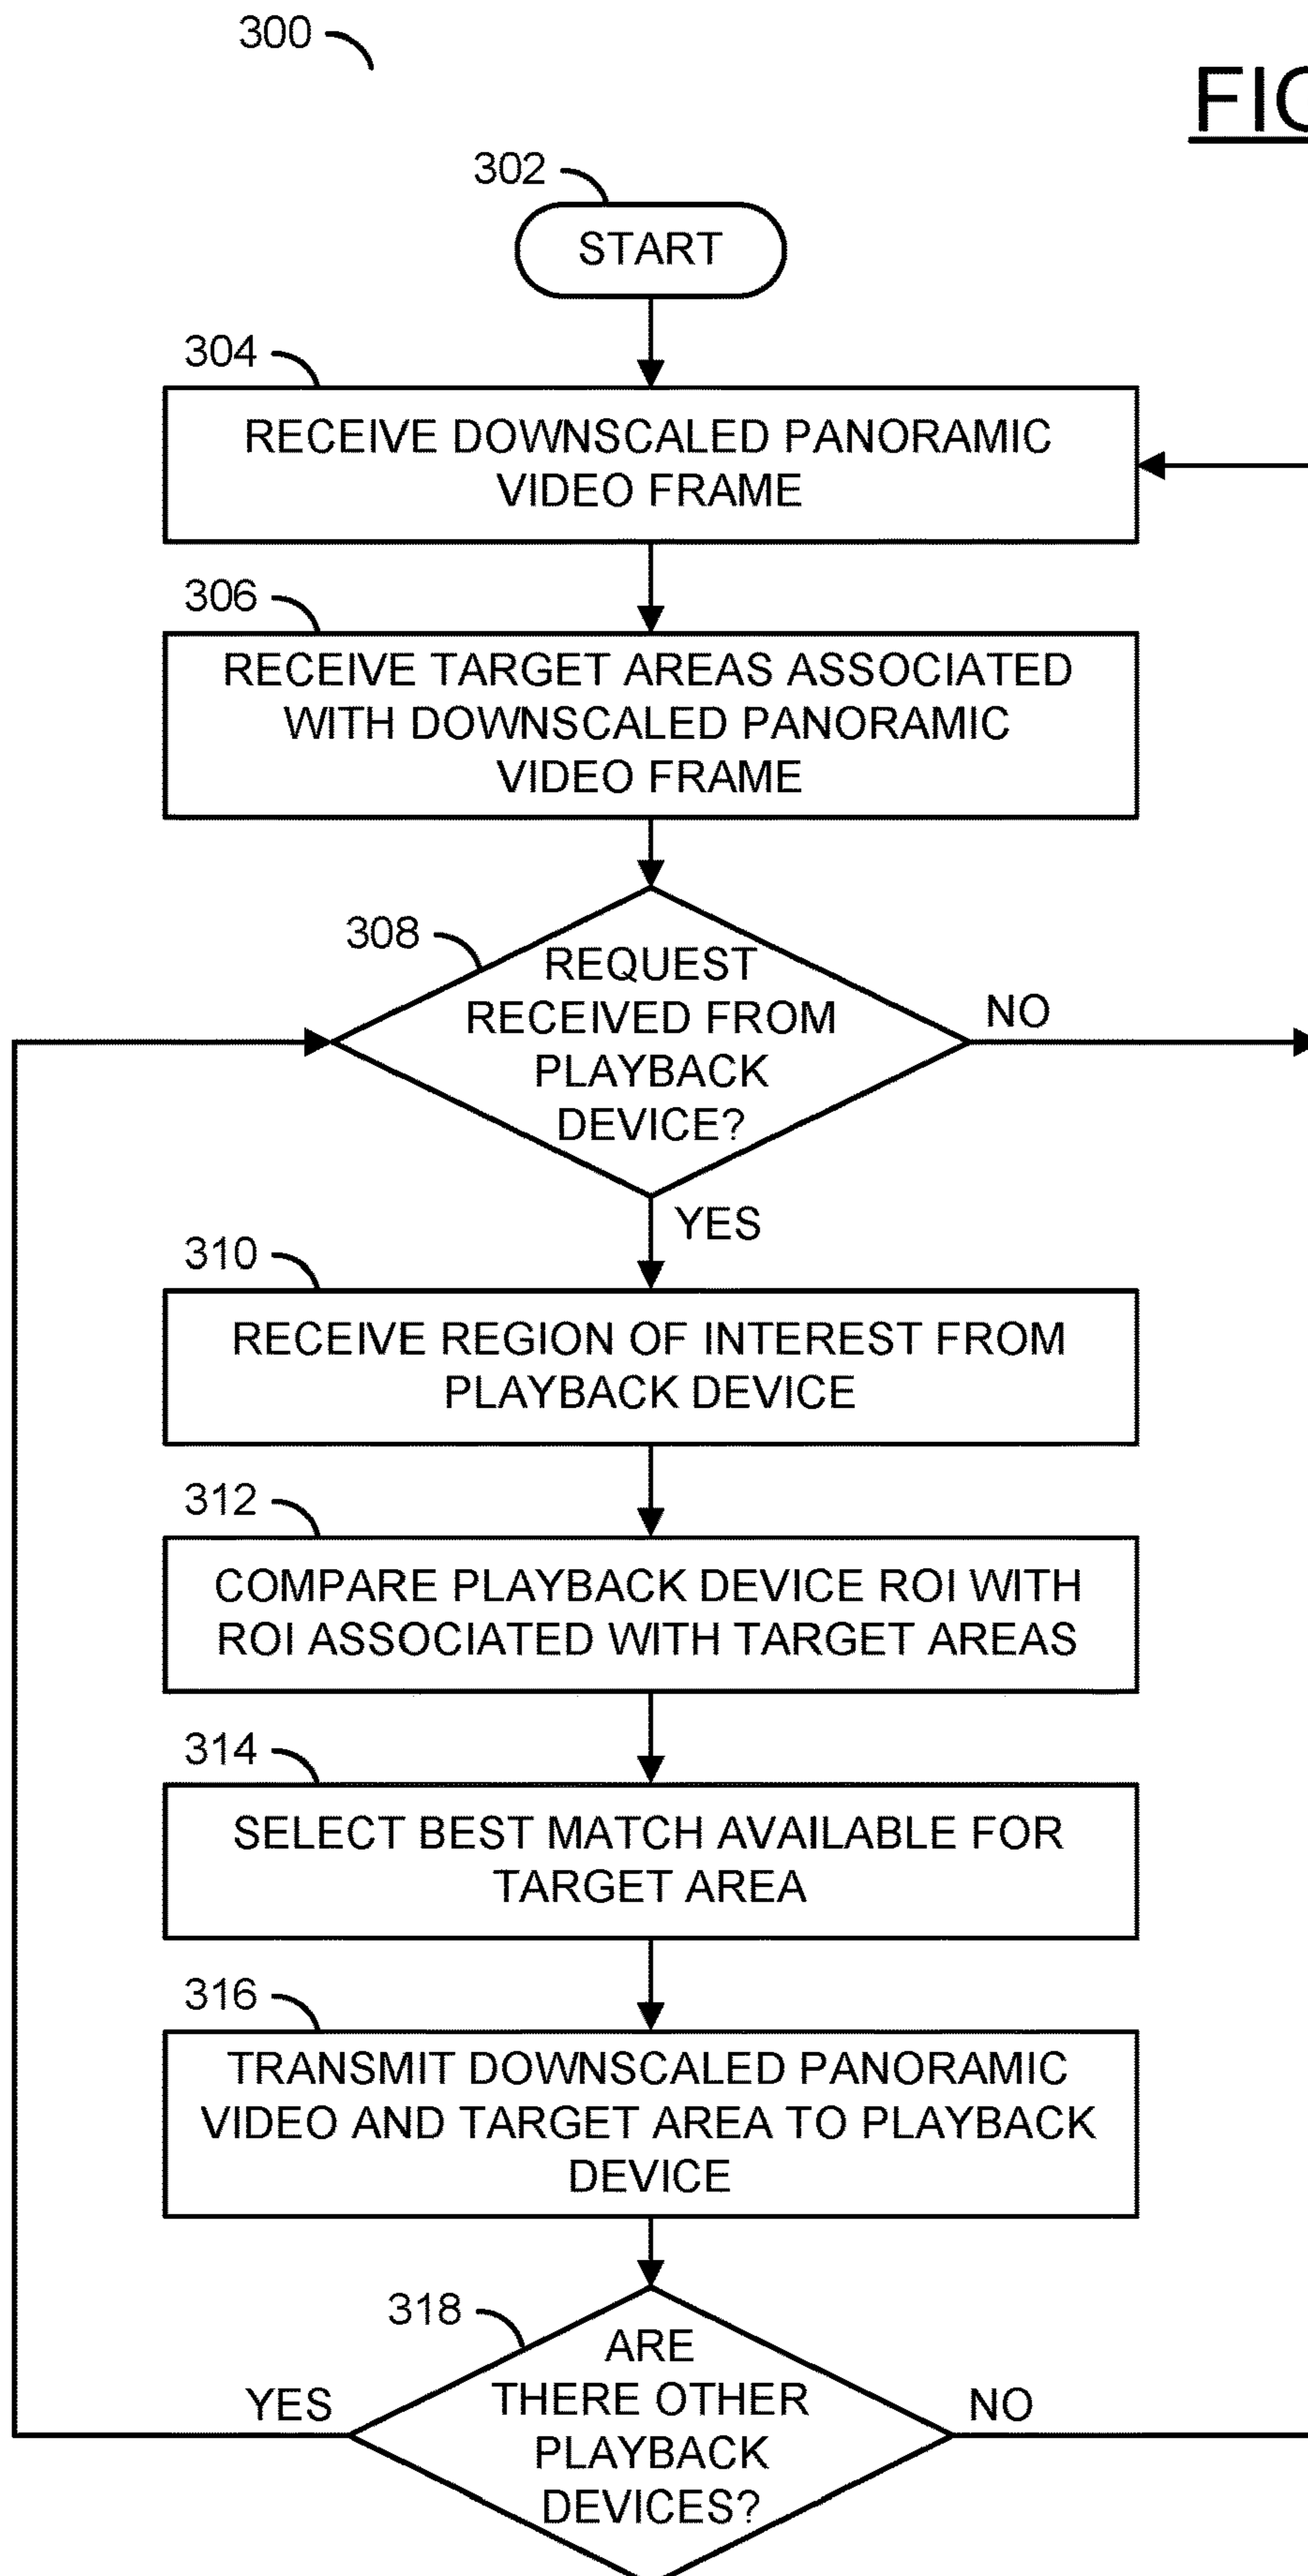 300
FIG
302
START
304
RECEIVE DOWNSCALED PANORAMIC
VIDEO FRAME
306
RECEIVE TARGET AREAS ASSOCIATED
WITH DOWNSCALED PANORAMIC
VIDEO FRAME
308
REQUEST
RECEIVED FROM
PLAYBACK
DEVICE?
NO
YES
310
RECEIVE REGION OF INTEREST FROM
PLAYBACK DEVICE
312
COMPARE PLAYBACK DEVICE ROI WITH
ROI ASSOCIATED WITH TARGET AREAS
314
SELECT BEST MATCH AVAILABLE FOR
TARGET AREA
316
TRANSMIT DOWNSCALED PANORAMIC
VIDEO AND TARGET AREA TO PLAYBACK
DEVICE
318
ARE
THERE OTHER
PLAYBACK
DEVICES?
YES
NO